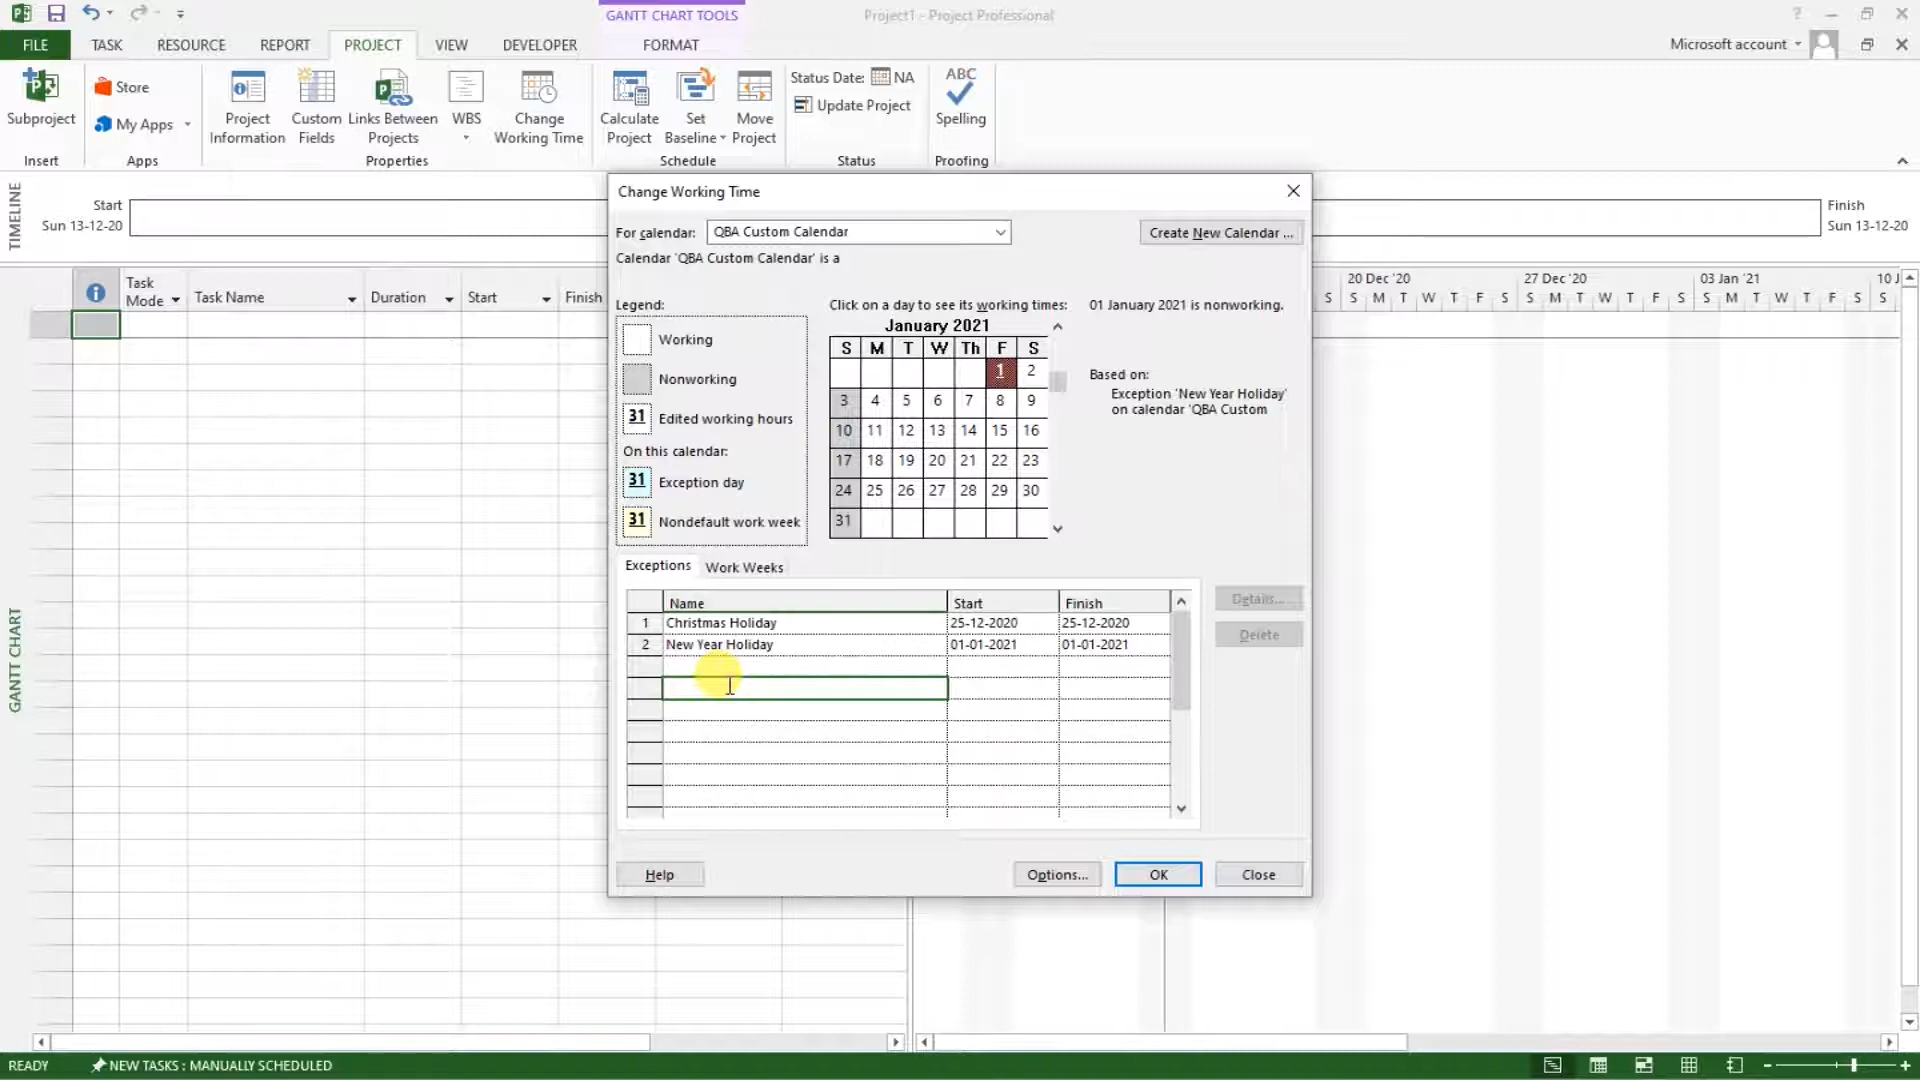 GANTT CHART TOOLS
Project1 - Project Professional
FILE
TASK
RESOURCE
REPORT
PROJECT
VIEW
DEVELOPER
FORMAT
Microsoft account
Subproject
Insert
Store
My Apps
Apps
Project
Information
Custom
Fields
Links Between
Projects
WBS
Change
Working Time
Properties
Calculate
Project
Set
Baseline
Move
Project
Schedule
Status Date: NA
Update Project
Status
ABC
Spelling
Proofing
TIMELINE
Start
Sun 13-12-20
Finish
Sun 13-12-20
Task
Mode
Task Name
Duration
Start
Finish
20 Dec '20
27 Dec '20
03 Jan '21
S S M T W T F S S M T W T F S S M T W T F S S
GANTT CHART
Change Working Time
For calendar: QBA Custom Calendar
Create New Calendar ...
Calendar 'QBA Custom Calendar' is a
Legend:
Working
Nonworking
31 Edited working hours
On this calendar:
31 Exception day
31 Nondefault work week
Click on a day to see its working times:
January 2021
S M T W Th F S
1 2
3 4 5 6 7 8 9
10 11 12 13 14 15 16
17 18 19 20 21 22 23
24 25 26 27 28 29 30
31
01 January 2021 is nonworking.
Based on:
Exception 'New Year Holiday'
on calendar 'QBA Custom
Exceptions
Work Weeks
Name Start Finish
1 Christmas Holiday 25-12-2020 25-12-2020
2 New Year Holiday 01-01-2021 01-01-2021
Details...
Delete
Help
Options...
OK
Close
READY
NEW TASKS : MANUALLY SCHEDULED